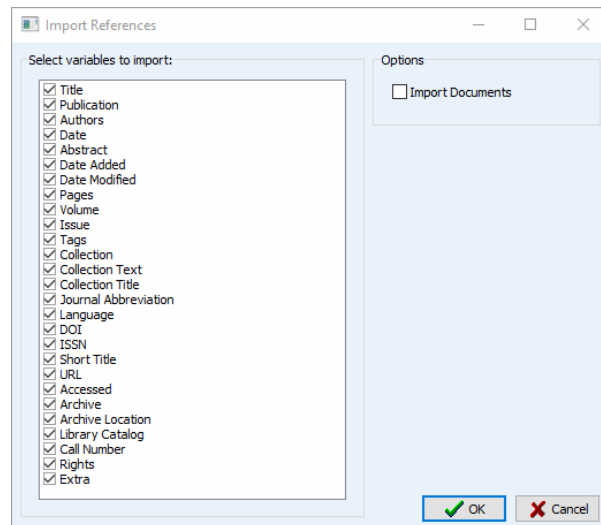 Import References
Select variables to import:
Title
Publication
Authors
Date
Abstract
Date Added
Date Modified
Pages
Volume
Issue
Tags
Collection
Collection Text
Collection Title
Journal Abbreviation
Language
DOI
ISSN
Short Title
URL
Accessed
Archive
Archive Location
Library Catalog
Call Number
Rights
Extra
Options
Import Documents
OK
Cancel